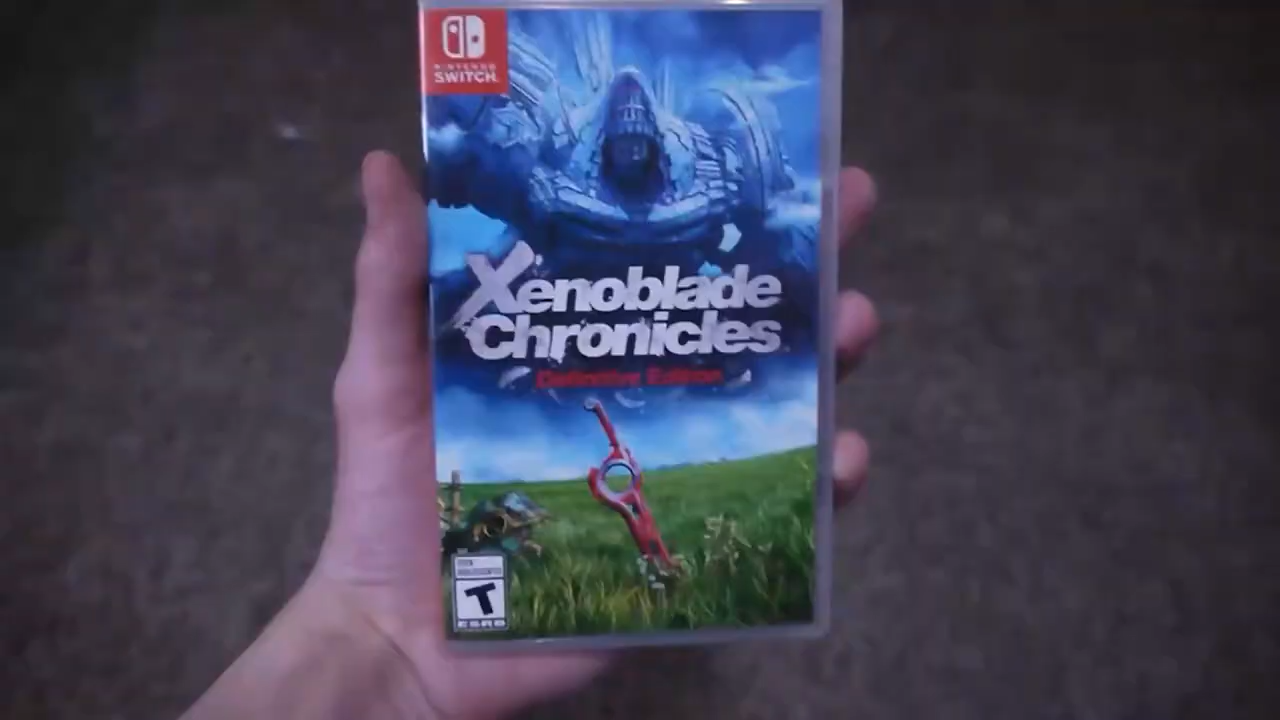 NINTENDO
SWITCH
Xenoblade
Chronicles
Definitive Edition
T
ESRB